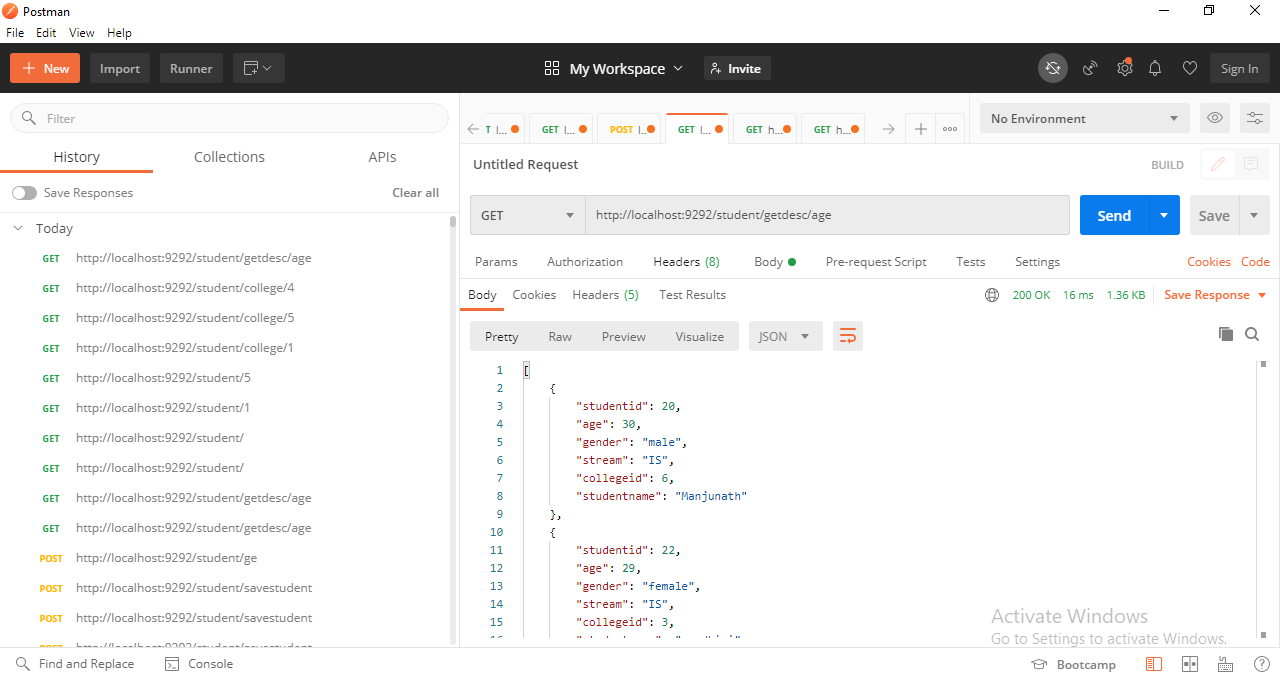 Postman
File Edit View Help
New Import Runner My Workspace Invite Sign In
Filter
History Collections APIs
Save Responses Clear all
Today
GET http://localhost:9292/student/getdesc/age
GET http://localhost:9292/student/college/4
GET http://localhost:9292/student/college/5
GET http://localhost:9292/student/college/1
GET http://localhost:9292/student/5
GET http://localhost:9292/student/1
GET http://localhost:9292/student/
GET http://localhost:9292/student/
GET http://localhost:9292/student/getdesc/age
GET http://localhost:9292/student/getdesc/age
POST http://localhost:9292/student/ge
POST http://localhost:9292/student/savestudent
POST http://localhost:9292/student/savestudent
POST http://localhost:9292/student/savestudent
T l... GET l... POST l... GET l... GET h... GET h... No Environment
Untitled Request BUILD
GET http://localhost:9292/student/getdesc/age Send Save
Params Authorization Headers (8) Body Pre-request Script Tests Settings Cookies Code
Body Cookies Headers (5) Test Results 200 OK 16 ms 1.36 KB Save Response
Pretty Raw Preview Visualize JSON
1 [
2 {
3 "studentid": 20,
4 "age": 30,
5 "gender": "male",
6 "stream": "IS",
7 "collegeid": 6,
8 "studentname": "Manjunath"
9 },
10 {
11 "studentid": 22,
12 "age": 29,
13 "gender": "female",
14 "stream": "IS",
15 "collegeid": 3,
16
Activate Windows
Go to Settings to activate Windows.
Find and Replace Console Bootcamp